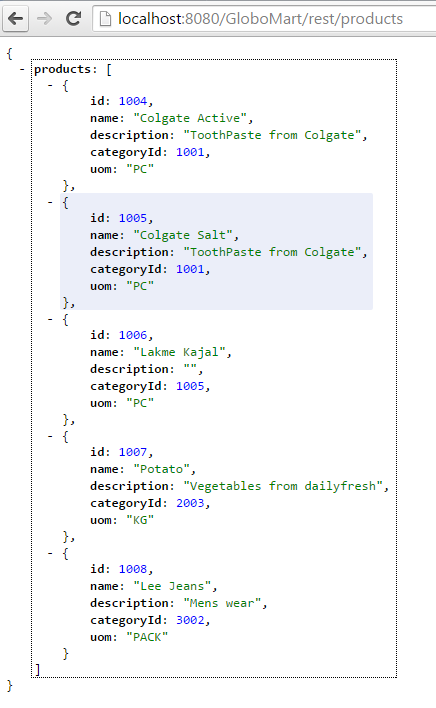 localhost:8080/GloboMart/rest/products
{
- products: [
- {
id: 1004,
name: "Colgate Active",
description: "ToothPaste from Colgate",
categoryId: 1001,
uom: "PC"
},
- {
id: 1005,
name: "Colgate Salt",
description: "ToothPaste from Colgate",
categoryId: 1001,
uom: "PC"
},
- {
id: 1006,
name: "Lakme Kajal",
description: "",
categoryId: 1005,
uom: "PC"
},
- {
id: 1007,
name: "Potato",
description: "Vegetables from dailyfresh",
categoryId: 2003,
uom: "KG"
},
- {
id: 1008,
name: "Lee Jeans",
description: "Mens wear",
categoryId: 3002,
uom: "PACK"
}
]
}